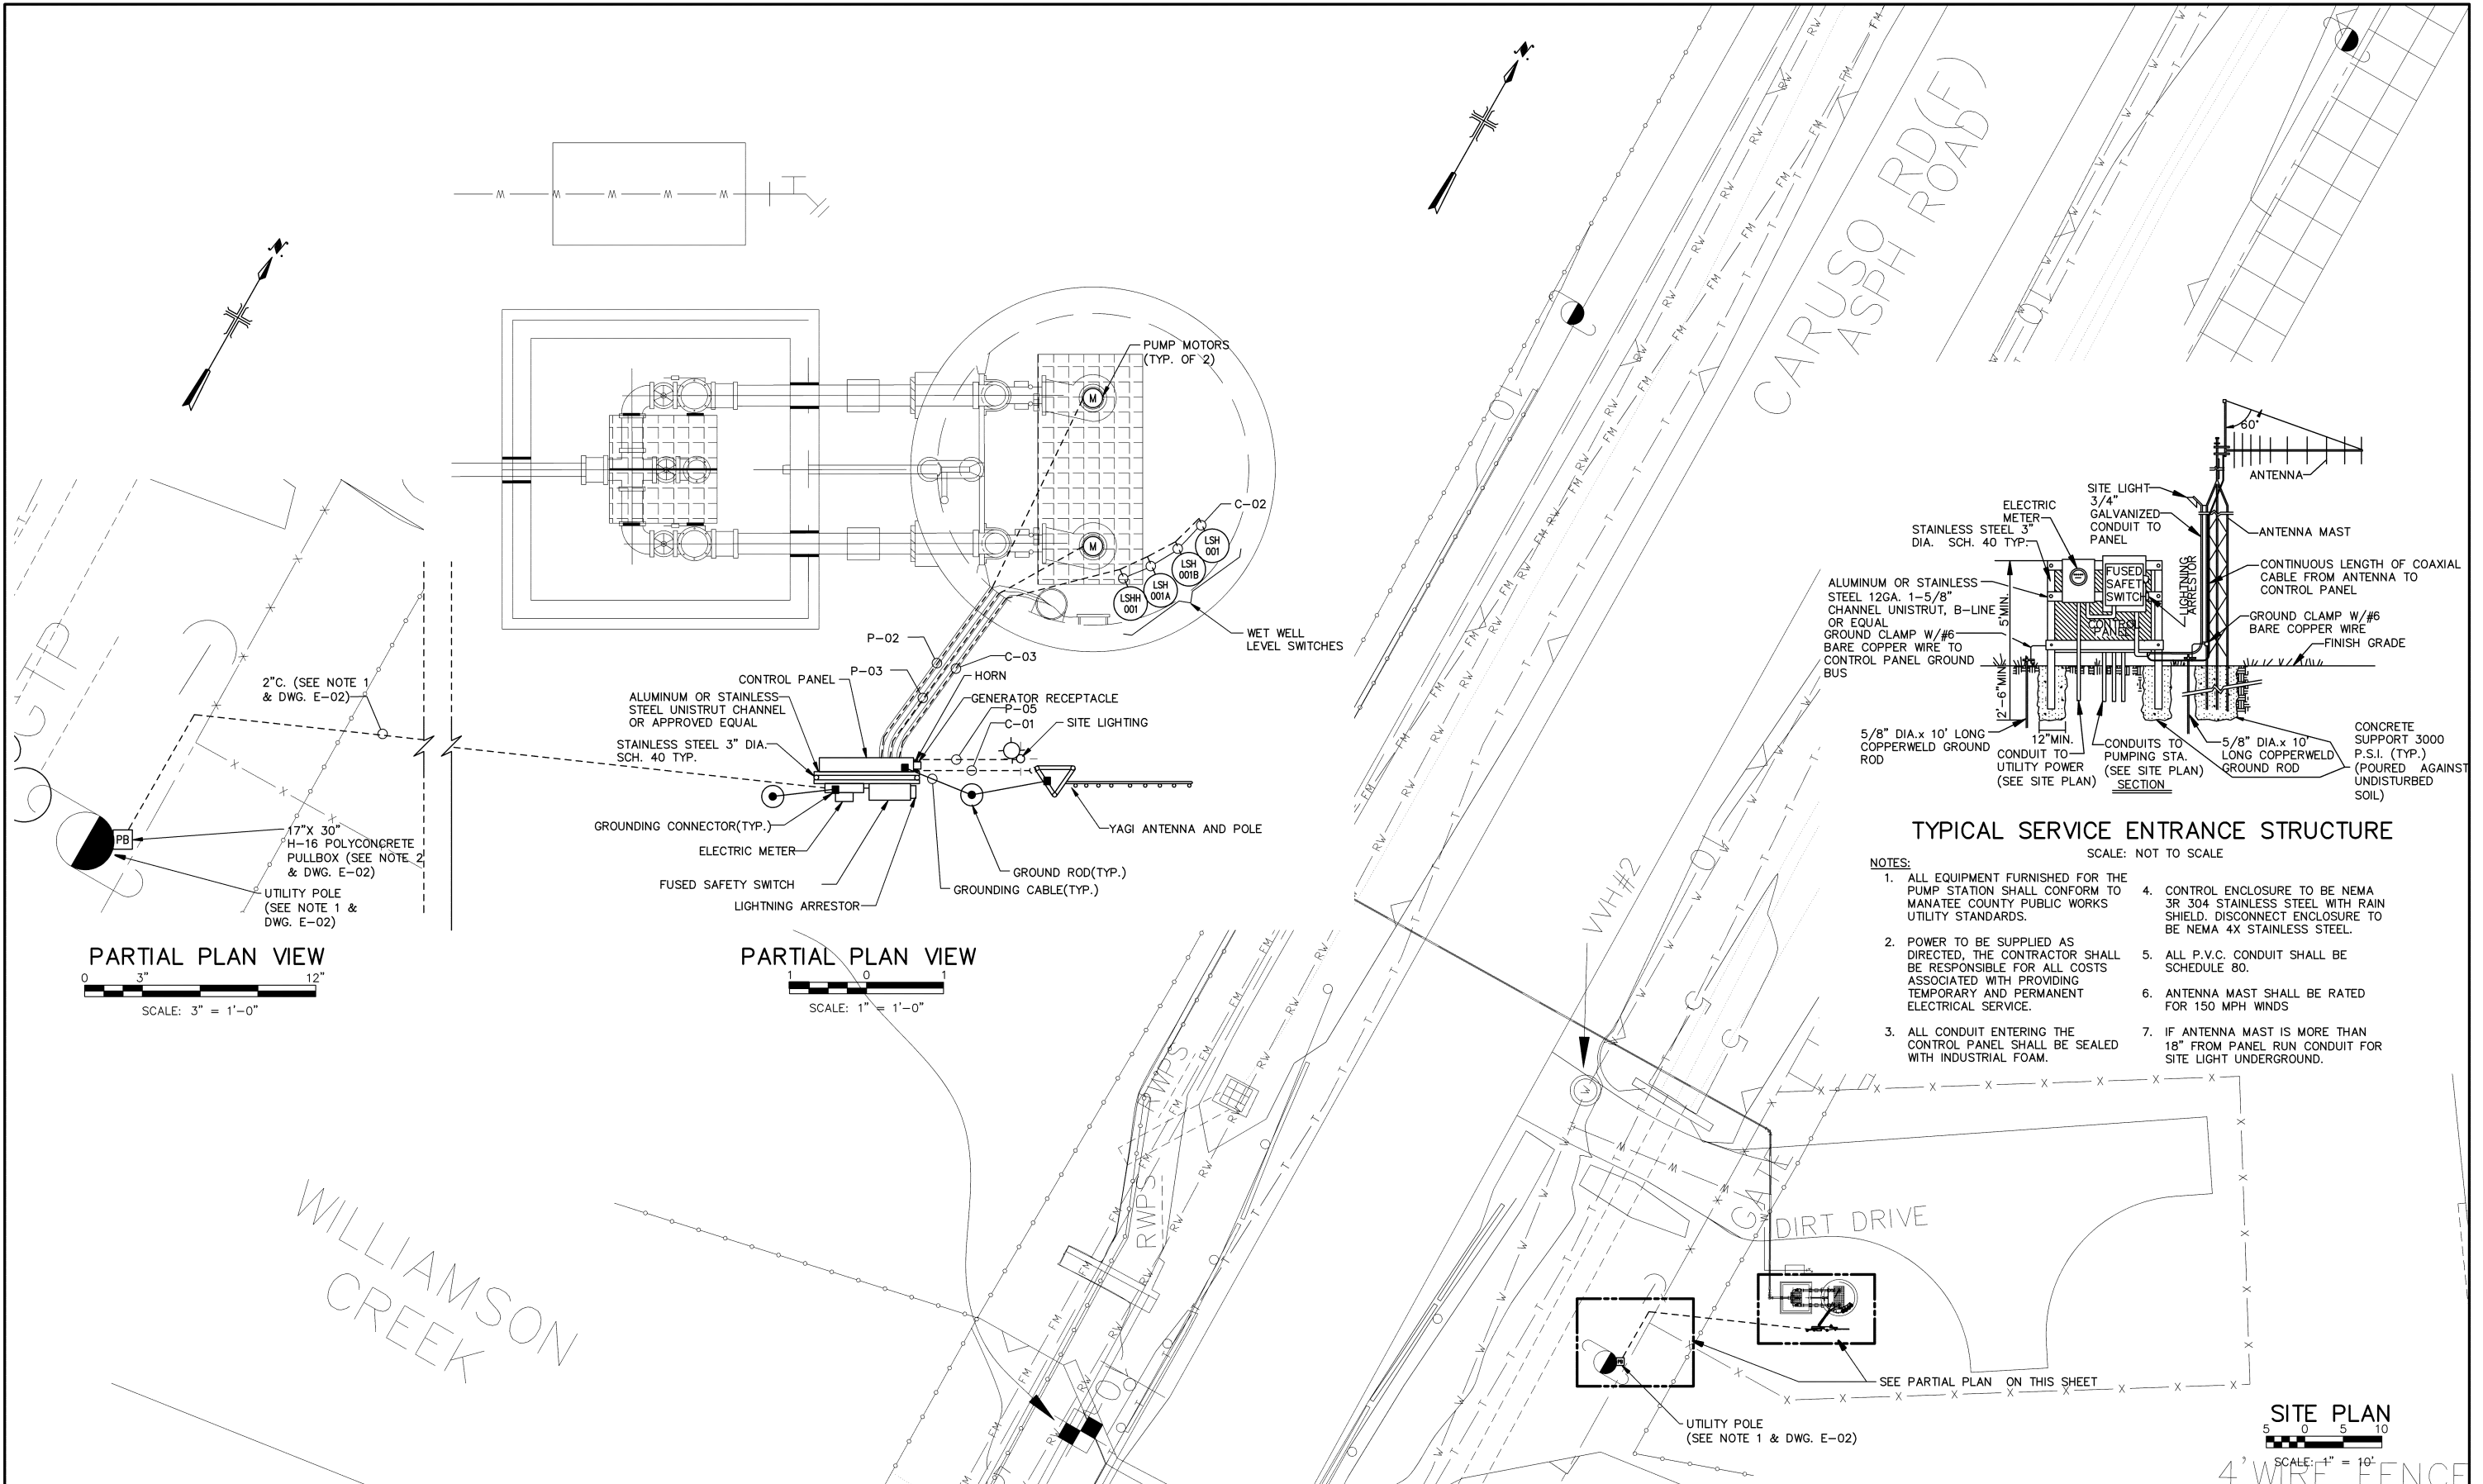 PUMP MOTORS
(TYP. OF 2)
M
M
C-02
LSH
001
LSH
001B
LSH
001A
LSHH
001
WET WELL
LEVEL SWITCHES
P-02
P-03
C-03
CONTROL PANEL
HORN
GENERATOR RECEPTACLE
P-05
C-01
SITE LIGHTING
ALUMINUM OR STAINLESS
STEEL UNISTRUT CHANNEL
OR APPROVED EQUAL
STAINLESS STEEL 3" DIA.
SCH. 40 TYP.
GROUNDING CONNECTOR(TYP.)
ELECTRIC METER
FUSED SAFETY SWITCH
LIGHTNING ARRESTOR
YAGI ANTENNA AND POLE
GROUND ROD(TYP.)
GROUNDING CABLE(TYP.)
2"C. (SEE NOTE 1
& DWG. E-02)
PB
17"X 30"
H-16 POLYCONCRETE
PULLBOX (SEE NOTE 2
& DWG. E-02)
UTILITY POLE
(SEE NOTE 1 &
DWG. E-02)
PARTIAL PLAN VIEW
0 3" 12"
SCALE: 3" = 1'-0"
PARTIAL PLAN VIEW
1 0 1
SCALE: 1" = 1'-0"
CARUSO RD(F)
ASPH ROAD
60°
ANTENNA
SITE LIGHT
3/4"
GALVANIZED
CONDUIT TO
PANEL
ELECTRIC
METER
STAINLESS STEEL 3"
DIA. SCH. 40 TYP.
ANTENNA MAST
FUSED
SAFETY
SWITCH
LIGHTNING
ARRESTOR
CONTROL
PANEL
CONTINUOUS LENGTH OF COAXIAL
CABLE FROM ANTENNA TO
CONTROL PANEL
ALUMINUM OR STAINLESS
STEEL 12GA. 1-5/8"
CHANNEL UNISTRUT, B-LINE
OR EQUAL
GROUND CLAMP W/#6
BARE COPPER WIRE TO
CONTROL PANEL GROUND
BUS
5'MIN.
2'-6"MIN.
GROUND CLAMP W/#6
BARE COPPER WIRE
FINISH GRADE
5/8" DIA.x 10' LONG
COPPERWELD GROUND
ROD
12"MIN.
CONDUIT TO
UTILITY POWER
(SEE SITE PLAN)
CONDUITS TO
PUMPING STA.
(SEE SITE PLAN)
SECTION
5/8" DIA.x 10'
LONG COPPERWELD
GROUND ROD
CONCRETE
SUPPORT 3000
P.S.I. (TYP.)
(POURED AGAINST
UNDISTURBED
SOIL)
TYPICAL SERVICE ENTRANCE STRUCTURE
SCALE: NOT TO SCALE
NOTES:
1. ALL EQUIPMENT FURNISHED FOR THE
PUMP STATION SHALL CONFORM TO
MANATEE COUNTY PUBLIC WORKS
UTILITY STANDARDS.
2. POWER TO BE SUPPLIED AS
DIRECTED, THE CONTRACTOR SHALL
BE RESPONSIBLE FOR ALL COSTS
ASSOCIATED WITH PROVIDING
TEMPORARY AND PERMANENT
ELECTRICAL SERVICE.
3. ALL CONDUIT ENTERING THE
CONTROL PANEL SHALL BE SEALED
WITH INDUSTRIAL FOAM.
4. CONTROL ENCLOSURE TO BE NEMA
3R 304 STAINLESS STEEL WITH RAIN
SHIELD. DISCONNECT ENCLOSURE TO
BE NEMA 4X STAINLESS STEEL.
5. ALL P.V.C. CONDUIT SHALL BE
SCHEDULE 80.
6. ANTENNA MAST SHALL BE RATED
FOR 150 MPH WINDS
7. IF ANTENNA MAST IS MORE THAN
18" FROM PANEL RUN CONDUIT FOR
SITE LIGHT UNDERGROUND.
VVH#2
RWPS
RWPS
WILLIAMSON
CREEK
GATE
DIRT DRIVE
PB
SEE PARTIAL PLAN ON THIS SHEET
UTILITY POLE
(SEE NOTE 1 & DWG. E-02)
SITE PLAN
5 0 5 10
SCALE: 1" = 10'
4' WIRE FENCE